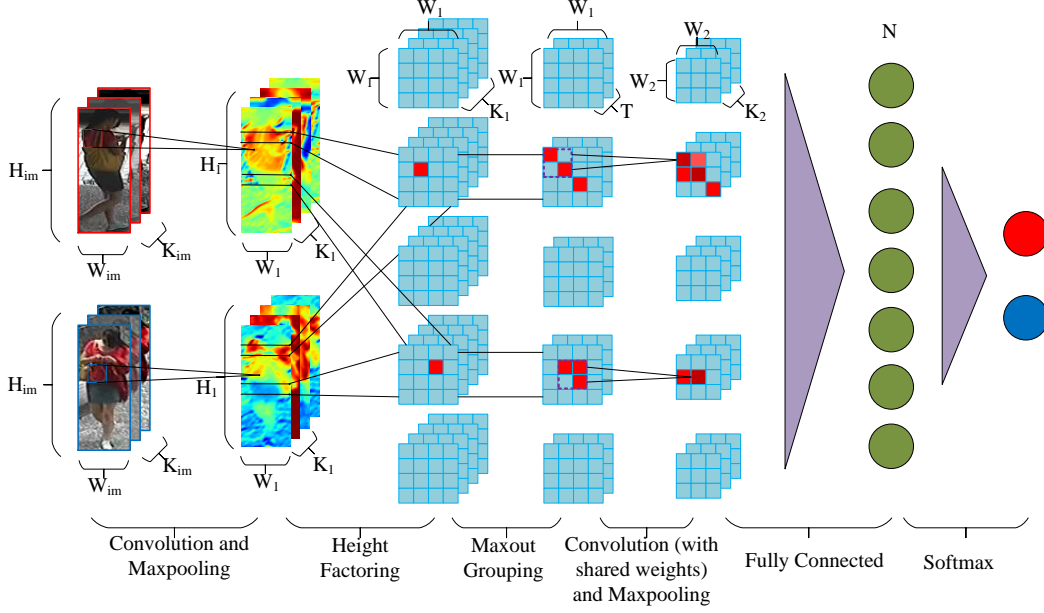 W₁
W₁
W₁
K₁
W₁
T
W₂
W₂
K₂
N
Hᵢₘ
Wᵢₘ
Kᵢₘ
H₁
W₁
K₁
Hᵢₘ
Wᵢₘ
Kᵢₘ
H₁
W₁
K₁
Convolution and
Maxpooling
Height
Factoring
Maxout
Grouping
Convolution (with
shared weights)
and Maxpooling
Fully Connected
Softmax